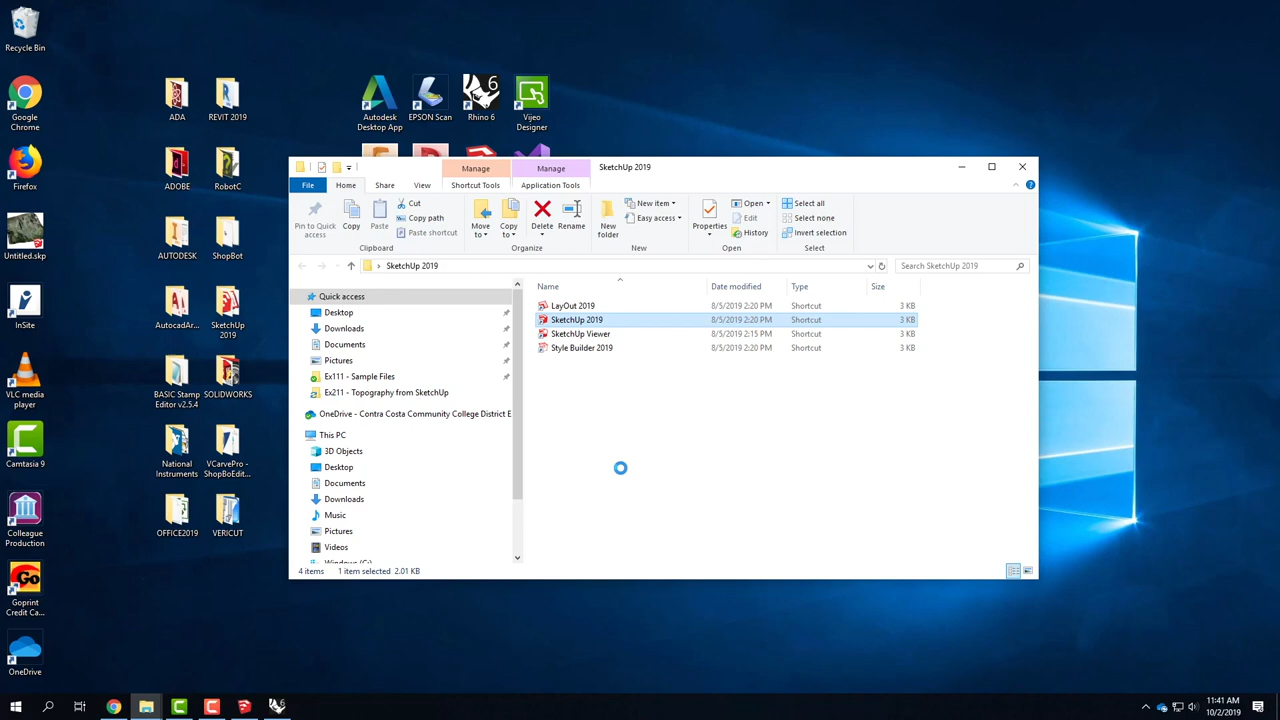 Recycle Bin
Google
Chrome
Firefox
Untitled.skp
InSite
VLC media
player
Camtasia 9
Colleague
Production
Goprint
Credit Ca...
OneDrive
ADA
REVIT 2019
ADOBE
RobotC
AUTODESK
ShopBot
AutocadAr...
SketchUp
2019
BASIC Stamp
Editor v2.5.4
SOLIDWORKS
National
Instruments
VCarvePro -
ShopBoEdit...
OFFICE2019
VERICUT
Autodesk
Desktop App
EPSON Scan
6
Rhino 6
Vijeo
Designer
Manage
Manage
SketchUp 2019
File
Home
Share
View
Shortcut Tools
Application Tools
Pin to Quick
access
Copy
Paste
Cut
Copy path
Paste shortcut
Clipboard
Move
to
Copy
to
Delete
Rename
Organize
New
folder
New item
Easy access
New
Properties
Open
Edit
History
Open
Select all
Select none
Invert selection
Select
SketchUp 2019
Search SketchUp 2019
Quick access
Desktop
Downloads
Documents
Pictures
Ex111 - Sample Files
Ex211 - Topography from SketchUp
OneDrive - Contra Costa Community College District E
This PC
3D Objects
Desktop
Documents
Downloads
Music
Pictures
Videos
Windows (C:)
Name Date modified Type Size
LayOut 2019 8/5/2019 2:20 PM Shortcut 3 KB
SketchUp 2019 8/5/2019 2:20 PM Shortcut 3 KB
SketchUp Viewer 8/5/2019 2:15 PM Shortcut 3 KB
Style Builder 2019 8/5/2019 2:20 PM Shortcut 3 KB
4 items 1 item selected 2.01 KB
11:41 AM
10/2/2019